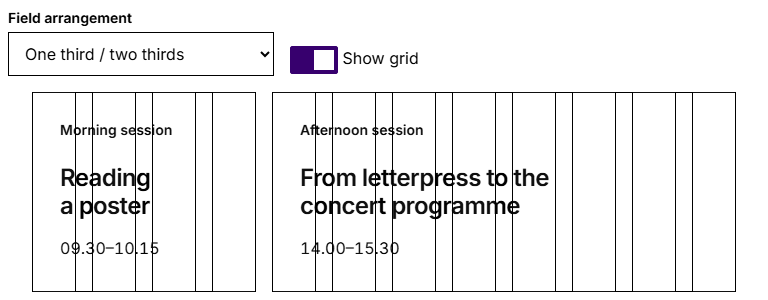 Field arrangement
One third / two thirds
Show grid
Morning session
Reading
a poster
09.30–10.15
Afternoon session
From letterpress to the
concert programme
14.00–15.30